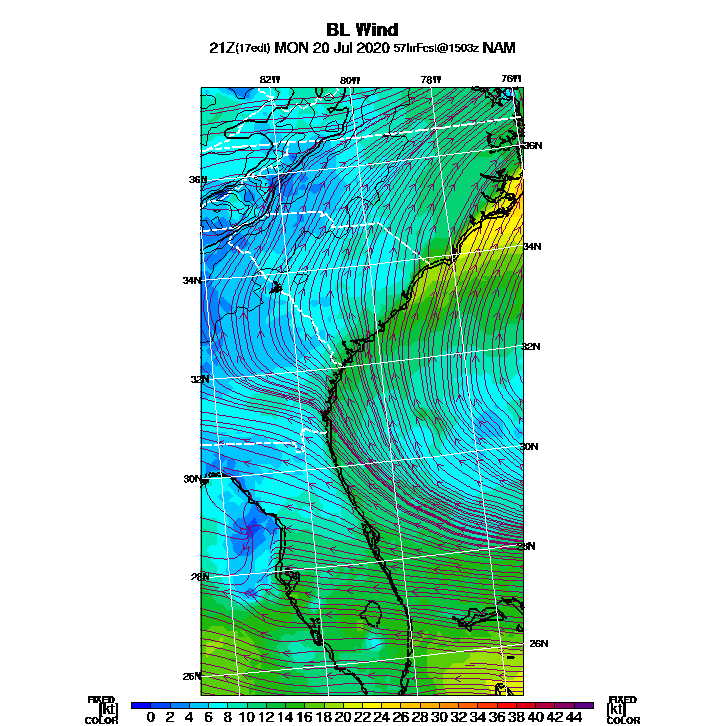 BL Wind
21Z(17edt) MON 20 Jul 2020 57hrFcst@1503z NAM
82W 80W 78W 76W
36N
36N
34N
34N
32N
32N
30N
30N
28N
28N
26N
26N
FIXED FIXED
[kt] 0 2 4 6 8 10 12 14 16 18 20 22 24 26 28 30 32 34 36 38 40 42 44 [kt]
COLOR COLOR